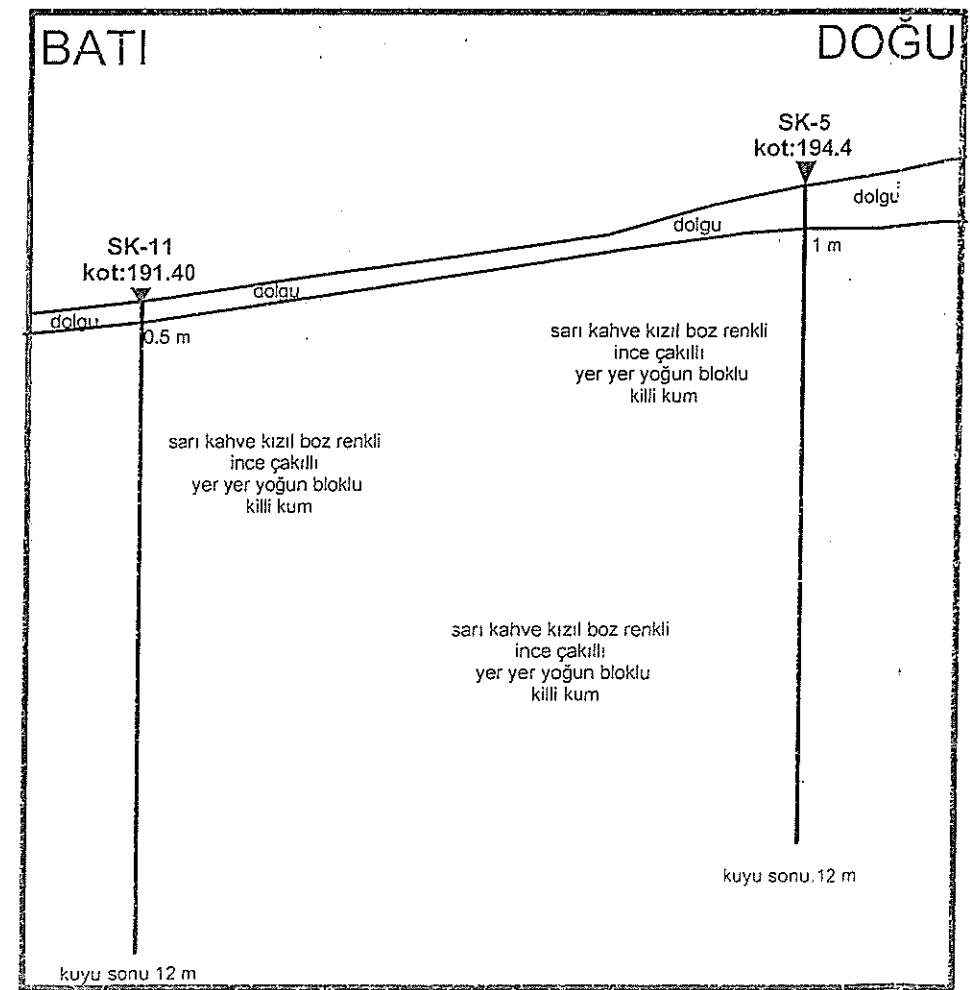 BATI
DOĞU
SK-5
kot:194.4
dolgu
dolgu
1 m
SK-11
kot:191.40
dolgu
dolgu
0.5 m
sarı kahve kızıl boz renkli
ince çakıllı
yer yer yoğun bloklu
killi kum
sarı kahve kızıl boz renkli
ince çakıllı
yer yer yoğun bloklu
killi kum
sarı kahve kızıl boz renkli
ince çakıllı
yer yer yoğun bloklu
killi kum
kuyu sonu 12 m
kuyu sonu 12 m